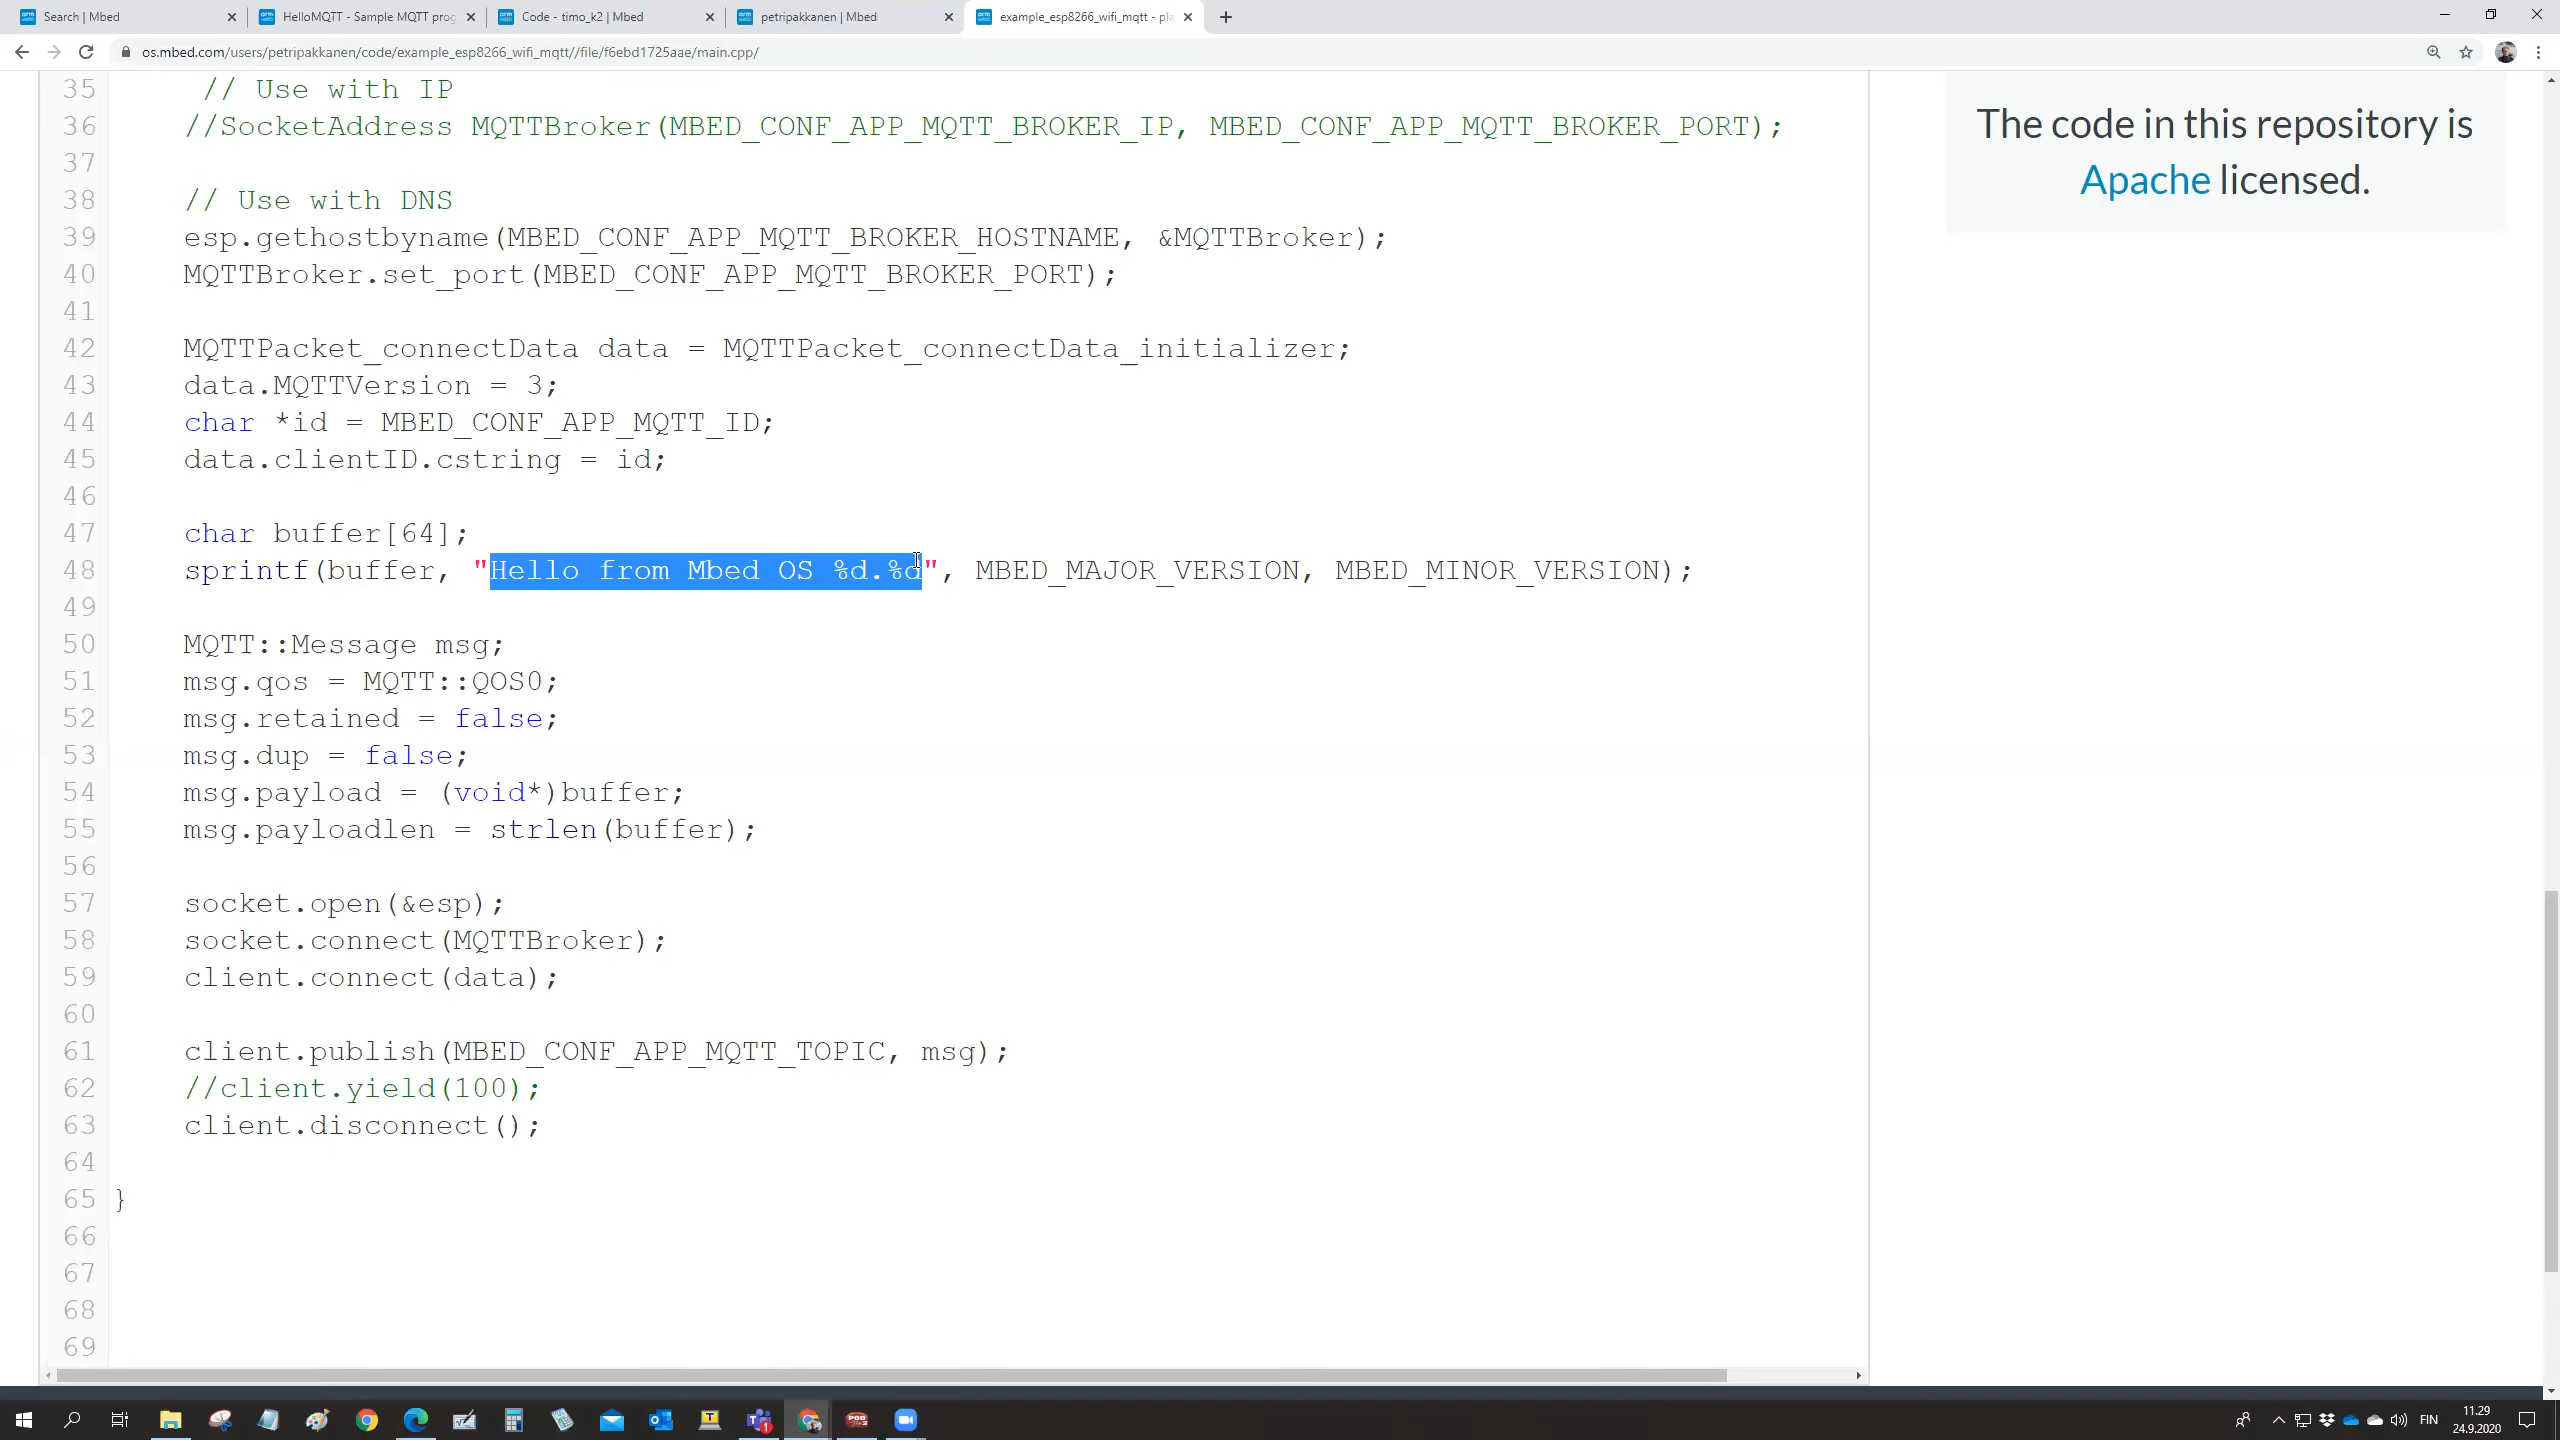 Search | Mbed
HelloMQTT - Sample MQTT prog
Code - timo_k2 | Mbed
petripakkanen | Mbed
example_esp8266_wifi_mqtt - pla
os.mbed.com/users/petripakkanen/code/example_esp8266_wifi_mqtt//file/f6ebd1725aae/main.cpp/
35 // Use with IP
36 //SocketAddress MQTTBroker(MBED_CONF_APP_MQTT_BROKER_IP, MBED_CONF_APP_MQTT_BROKER_PORT);
37
38 // Use with DNS
39 esp.gethostbyname(MBED_CONF_APP_MQTT_BROKER_HOSTNAME, &MQTTBroker);
40 MQTTBroker.set_port(MBED_CONF_APP_MQTT_BROKER_PORT);
41
42 MQTTPacket_connectData data = MQTTPacket_connectData_initializer;
43 data.MQTTVersion = 3;
44 char *id = MBED_CONF_APP_MQTT_ID;
45 data.clientID.cstring = id;
46
47 char buffer[64];
48 sprintf(buffer, "Hello from Mbed OS %d.%d", MBED_MAJOR_VERSION, MBED_MINOR_VERSION);
49
50 MQTT::Message msg;
51 msg.qos = MQTT::QOS0;
52 msg.retained = false;
53 msg.dup = false;
54 msg.payload = (void*)buffer;
55 msg.payloadlen = strlen(buffer);
56
57 socket.open(&esp);
58 socket.connect(MQTTBroker);
59 client.connect(data);
60
61 client.publish(MBED_CONF_APP_MQTT_TOPIC, msg);
62 //client.yield(100);
63 client.disconnect();
64
65 }
66
67
68
69
The code in this repository is
Apache licensed.
FIN
11.29
24.9.2020